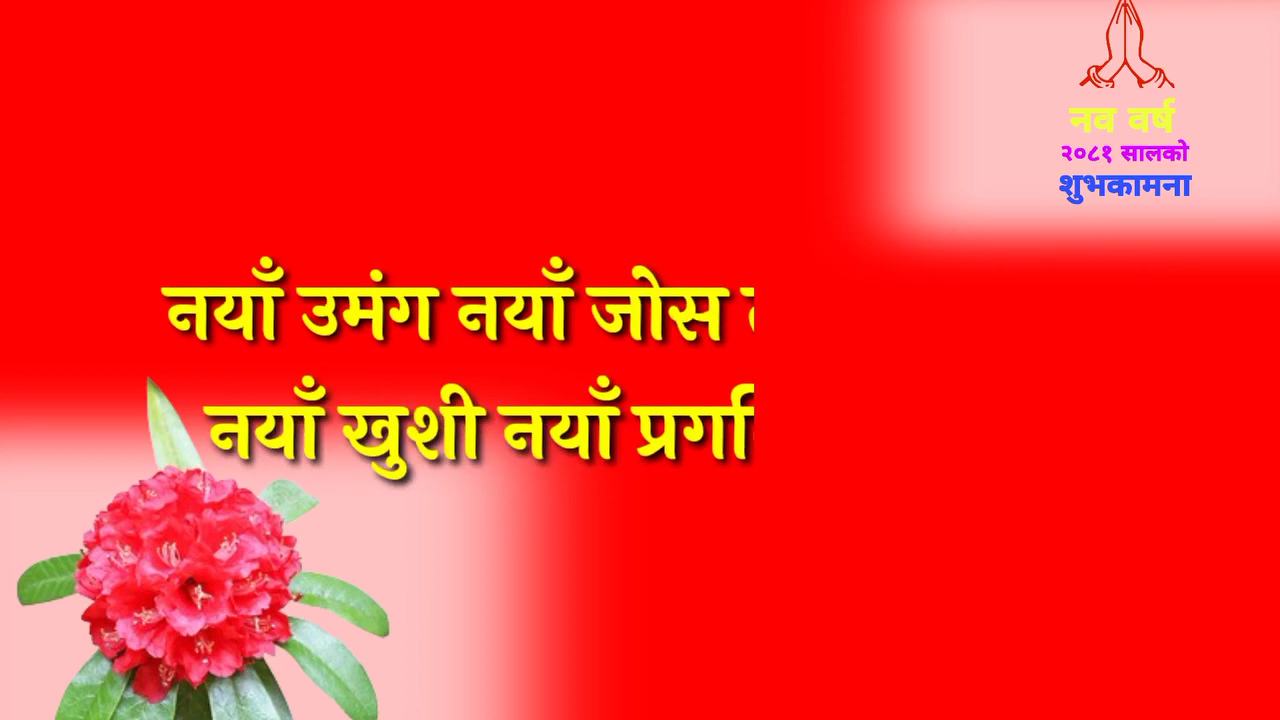 नव वर्ष
२०८१ सालको
शुभकामना
नयाँ उमंग नयाँ जोस
नयाँ खुशी नयाँ